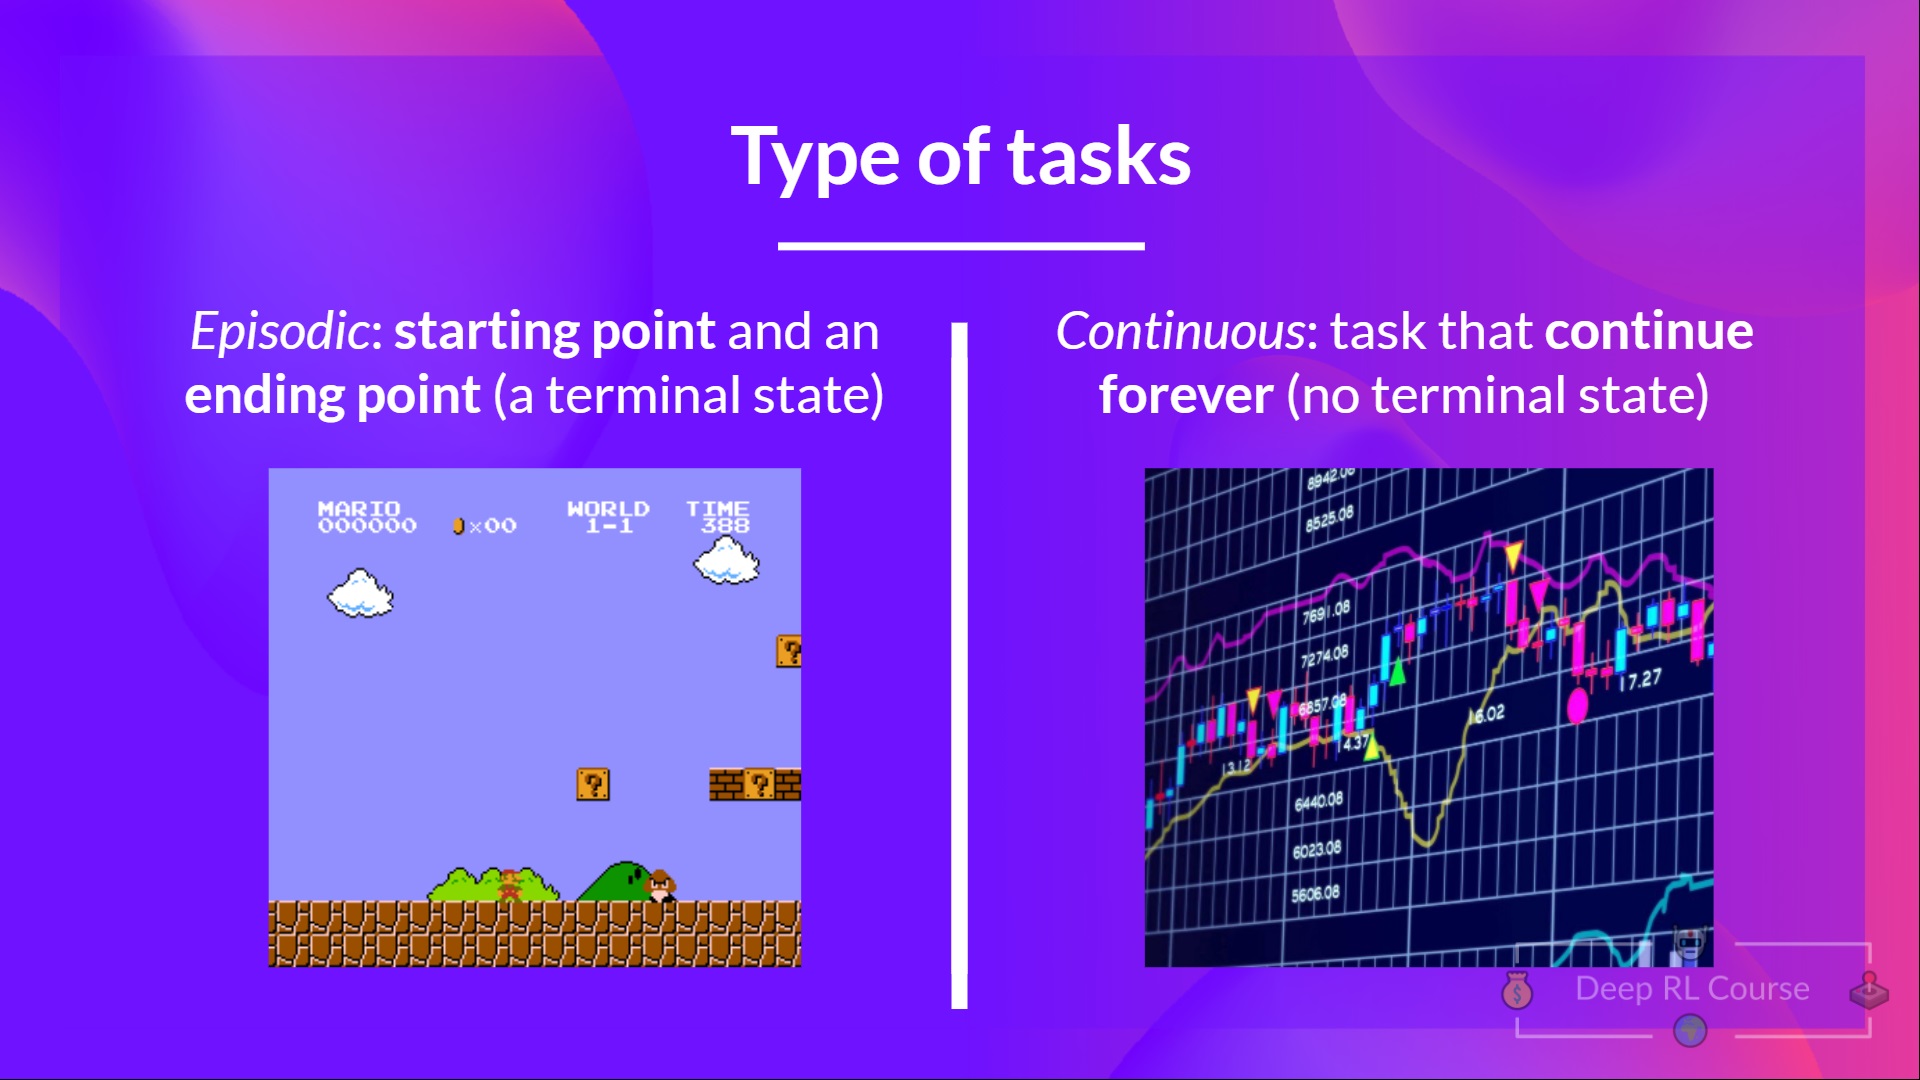 Type of tasks
Episodic: starting point and an
ending point (a terminal state)
Continuous: task that continue
forever (no terminal state)
MARIO WORLD TIME
000000 ×00 1-1 388
?
? ?
8942.08
8525.08
7691.08
7274.08
6857.08
17.27
16.02
14.37
13.12
6440.08
6023.08
5606.08
$
Deep RL Course